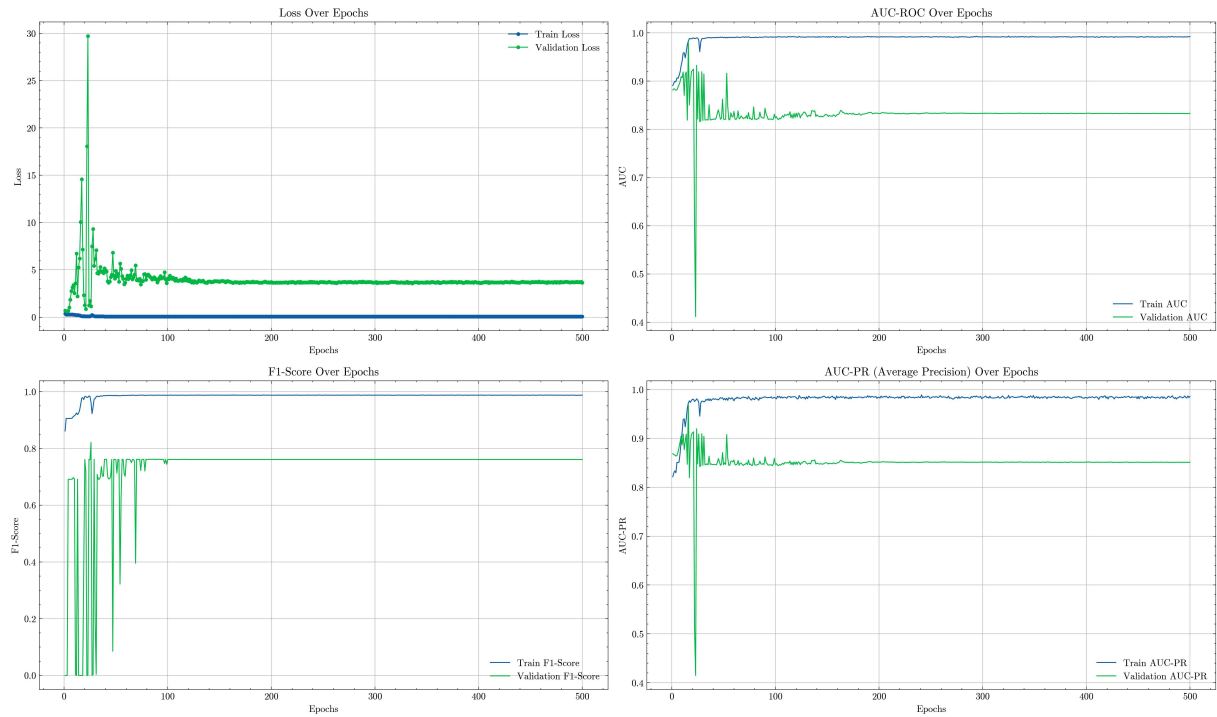 Loss Over Epochs
30
25
20
15
10
5
0
Loss
0 100 200 300 400 500
Epochs
Train Loss
Validation Loss
AUC-ROC Over Epochs
1.0
0.9
0.8
0.7
0.6
0.5
0.4
AUC
0 100 200 300 400 500
Epochs
Train AUC
Validation AUC
F1-Score Over Epochs
1.0
0.8
0.6
0.4
0.2
0.0
F1-Score
0 100 200 300 400 500
Epochs
Train F1-Score
Validation F1-Score
AUC-PR (Average Precision) Over Epochs
1.0
0.9
0.8
0.7
0.6
0.5
0.4
AUC-PR
0 100 200 300 400 500
Epochs
Train AUC-PR
Validation AUC-PR